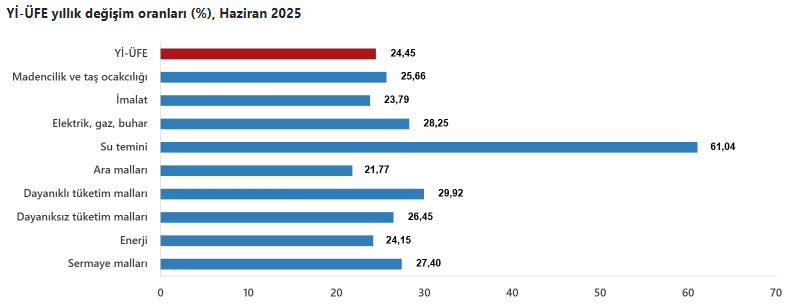 Yİ-ÜFE yıllık değişim oranları (%), Haziran 2025
Yİ-ÜFE 24,45
Madencilik ve taş ocakcılığı 25,66
İmalat 23,79
Elektrik, gaz, buhar 28,25
Su temini 61,04
Ara malları 21,77
Dayanıklı tüketim malları 29,92
Dayanıksız tüketim malları 26,45
Enerji 24,15
Sermaye malları 27,40
0 10 20 30 40 50 60 70